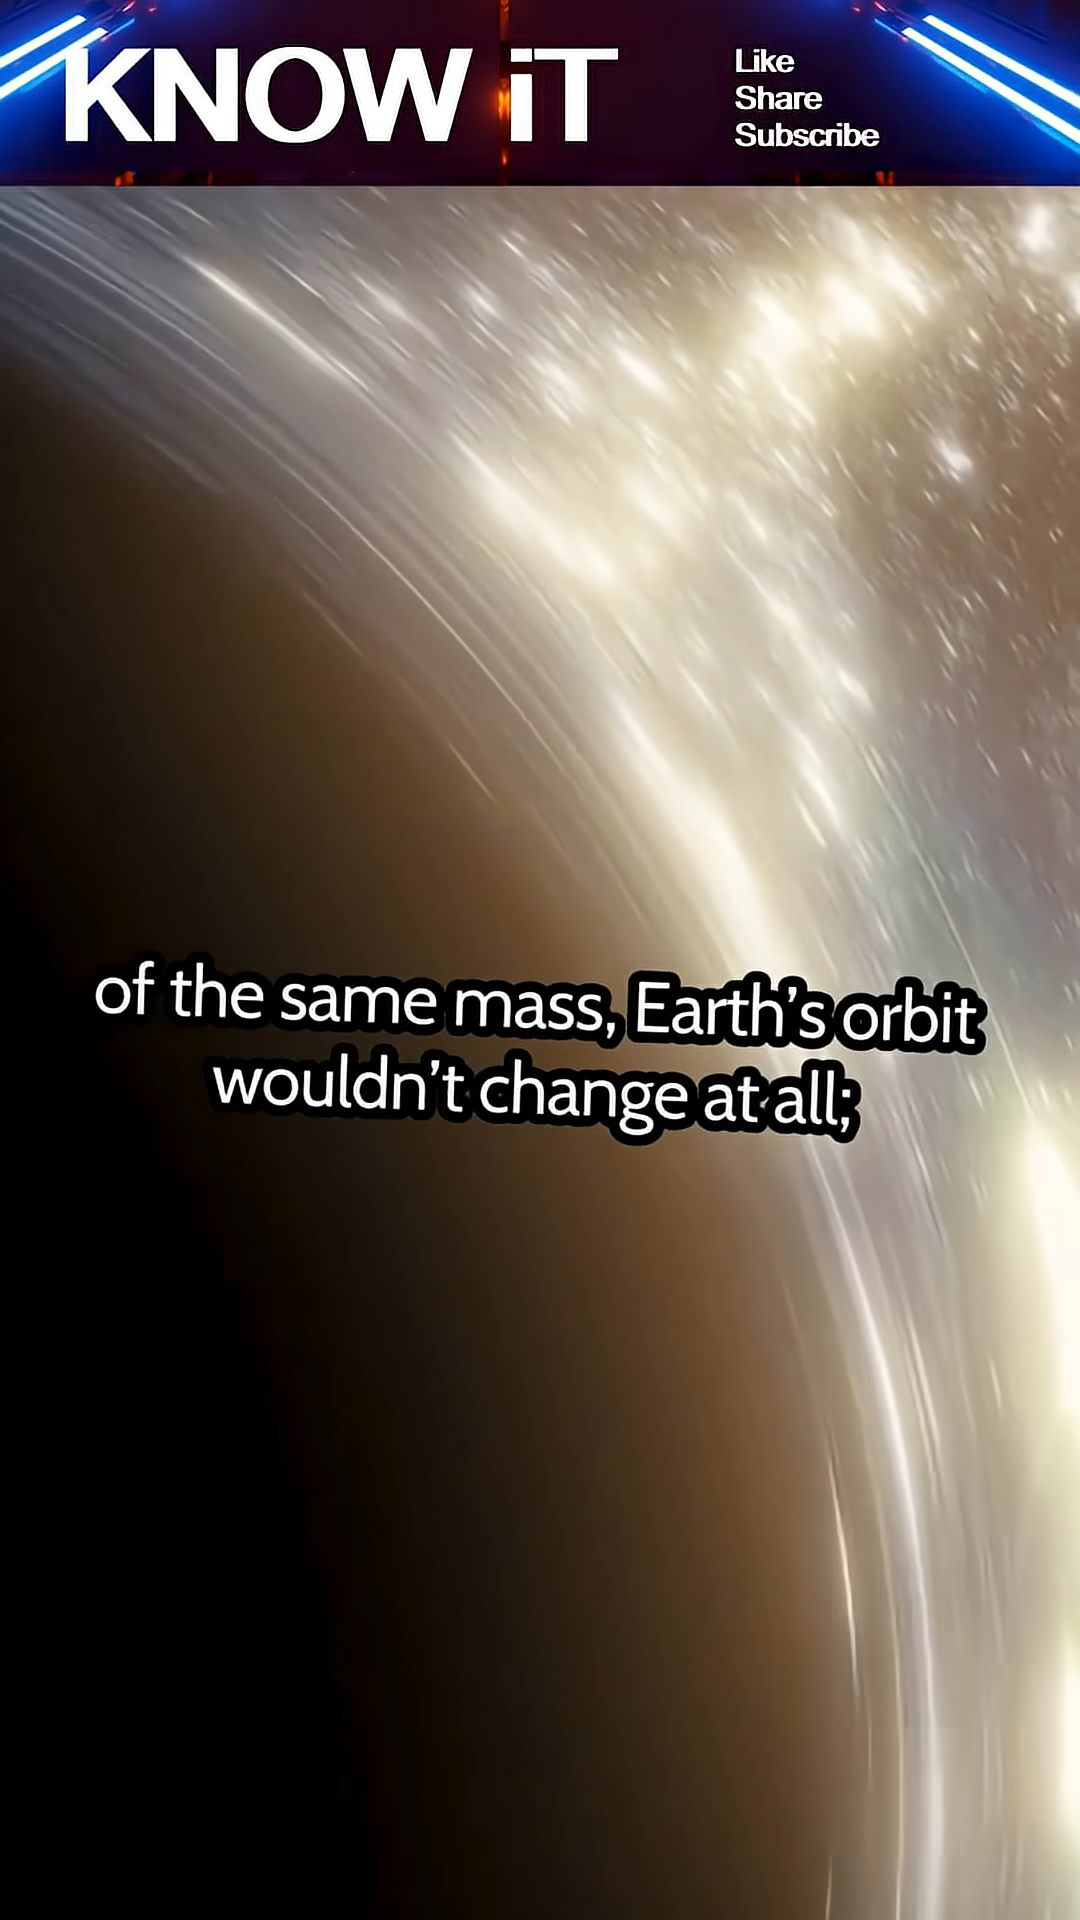 KNOW iT
Like
Share
Subscribe
of the same mass, Earth’s orbit
wouldn’t change at all;